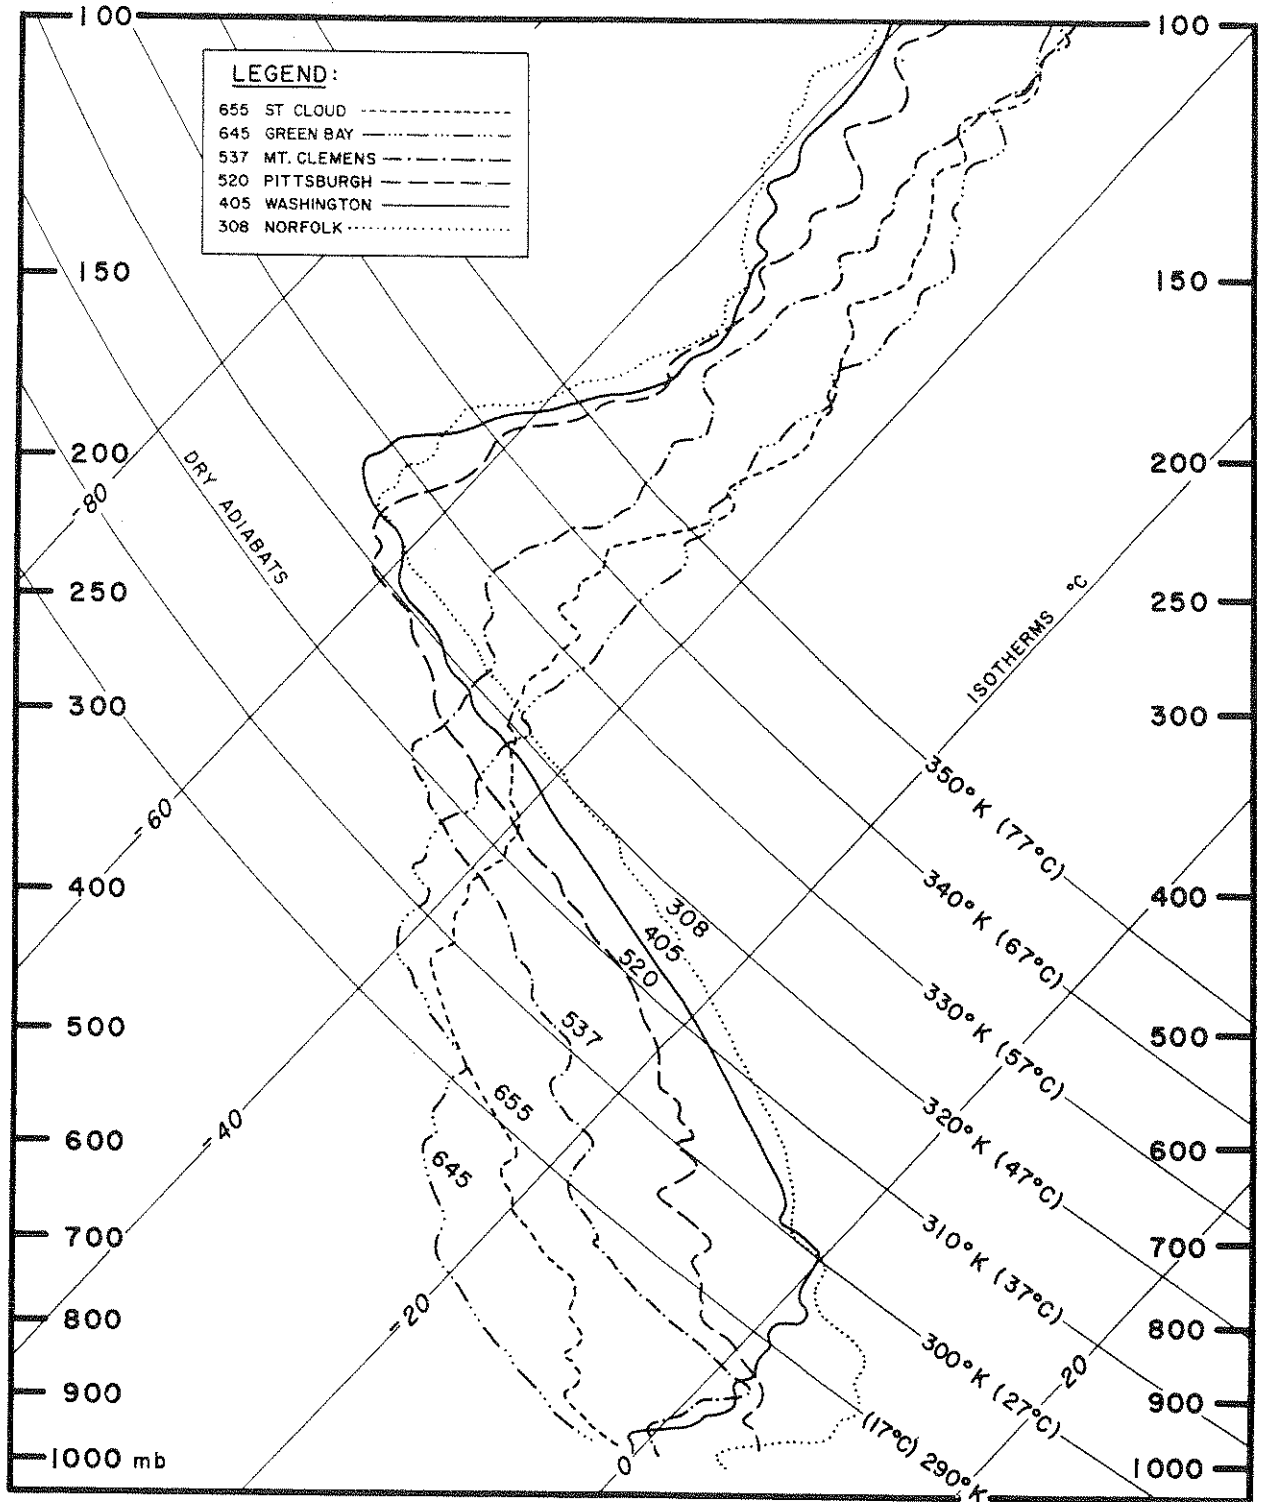 100
100
LEGEND:
655 ST CLOUD
645 GREEN BAY
537 MT. CLEMENS
520 PITTSBURGH
405 WASHINGTON
308 NORFOLK
150
150
200
200
DRY ADIABATS
-80
250
250
ISOTHERMS °C
300
300
350°K (77°C)
-60
400
400
340°K (67°C)
308
405
520
330°K (57°C)
500
500
537
655
320°K (47°C)
-40
600
600
645
310°K (37°C)
700
700
-20
800
800
300°K (27°C)
20
900
900
(17°C) 290°K
1000 mb
0
1000